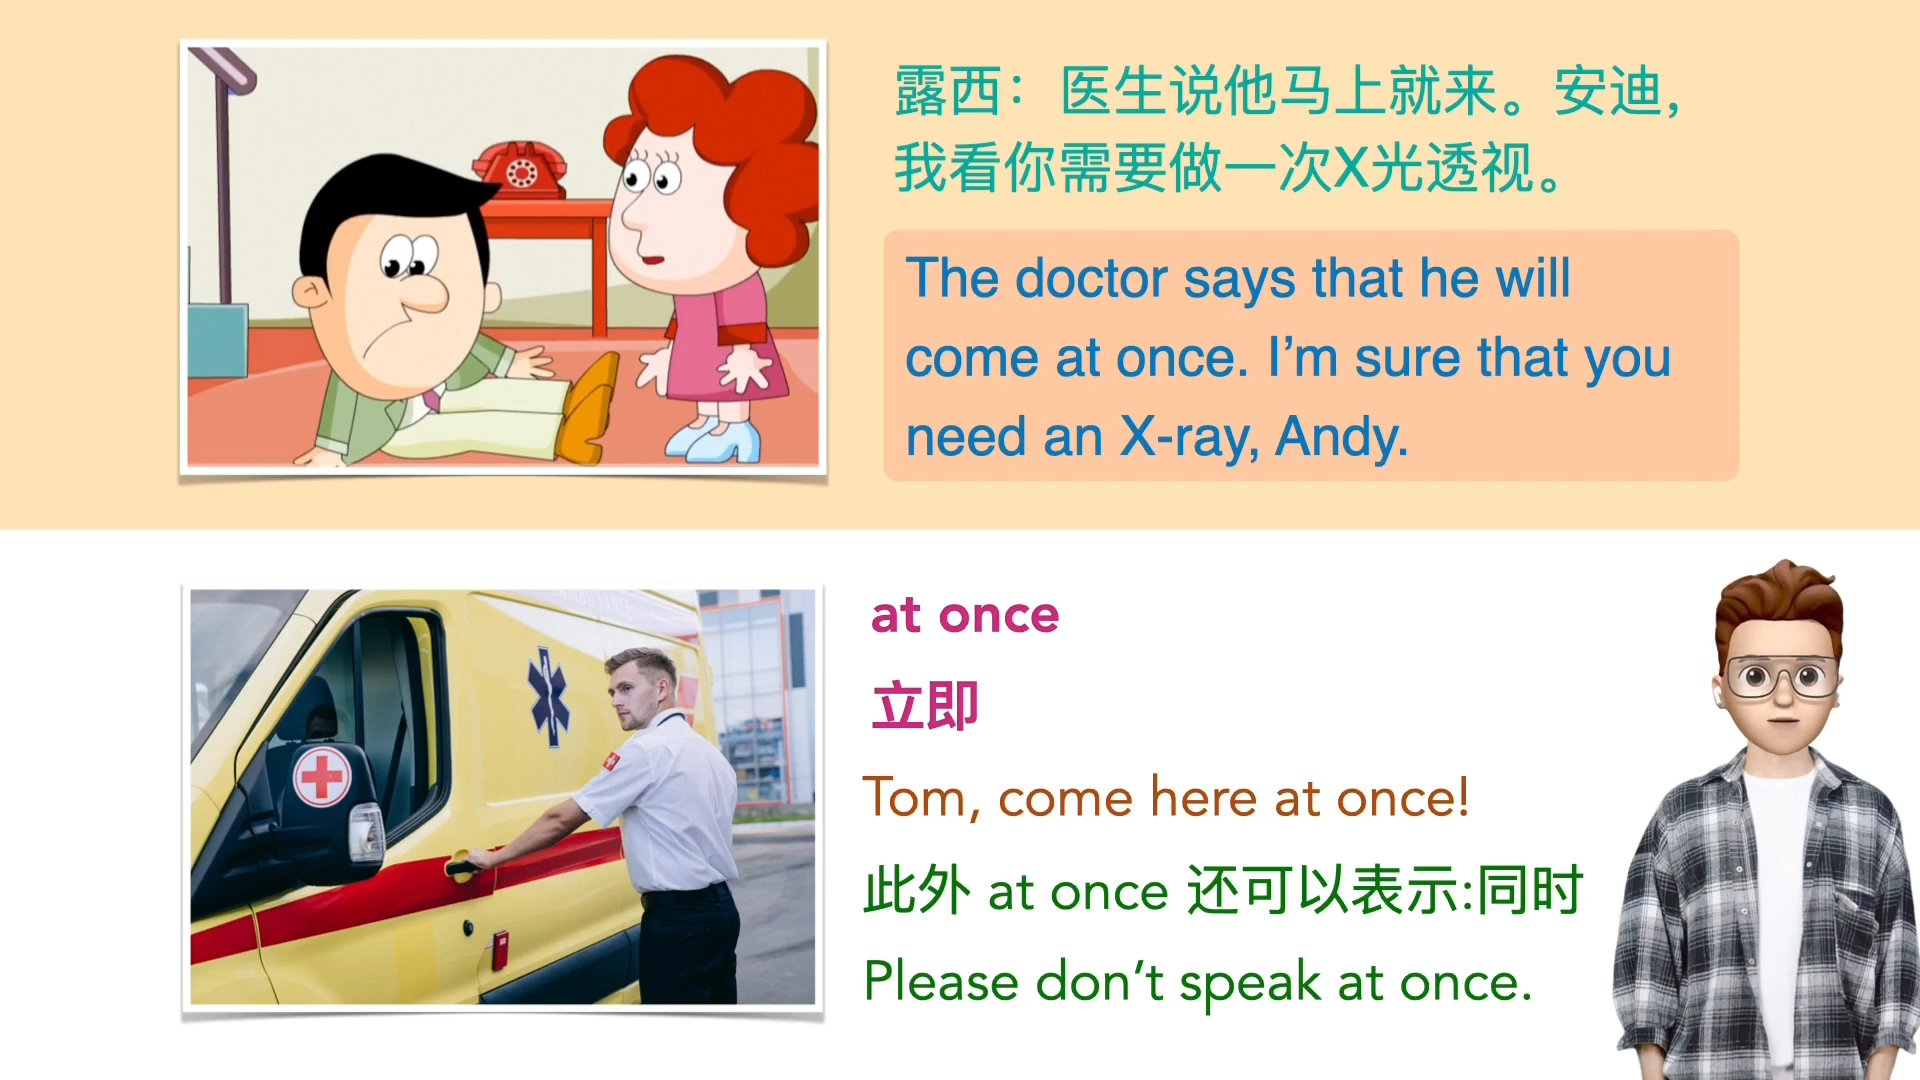 露西：医生说他马上就来。安迪，
我看你需要做一次X光透视。
The doctor says that he will
come at once. I’m sure that you
need an X-ray, Andy.
at once
立即
Tom, come here at once!
此外 at once 还可以表示:同时
Please don’t speak at once.